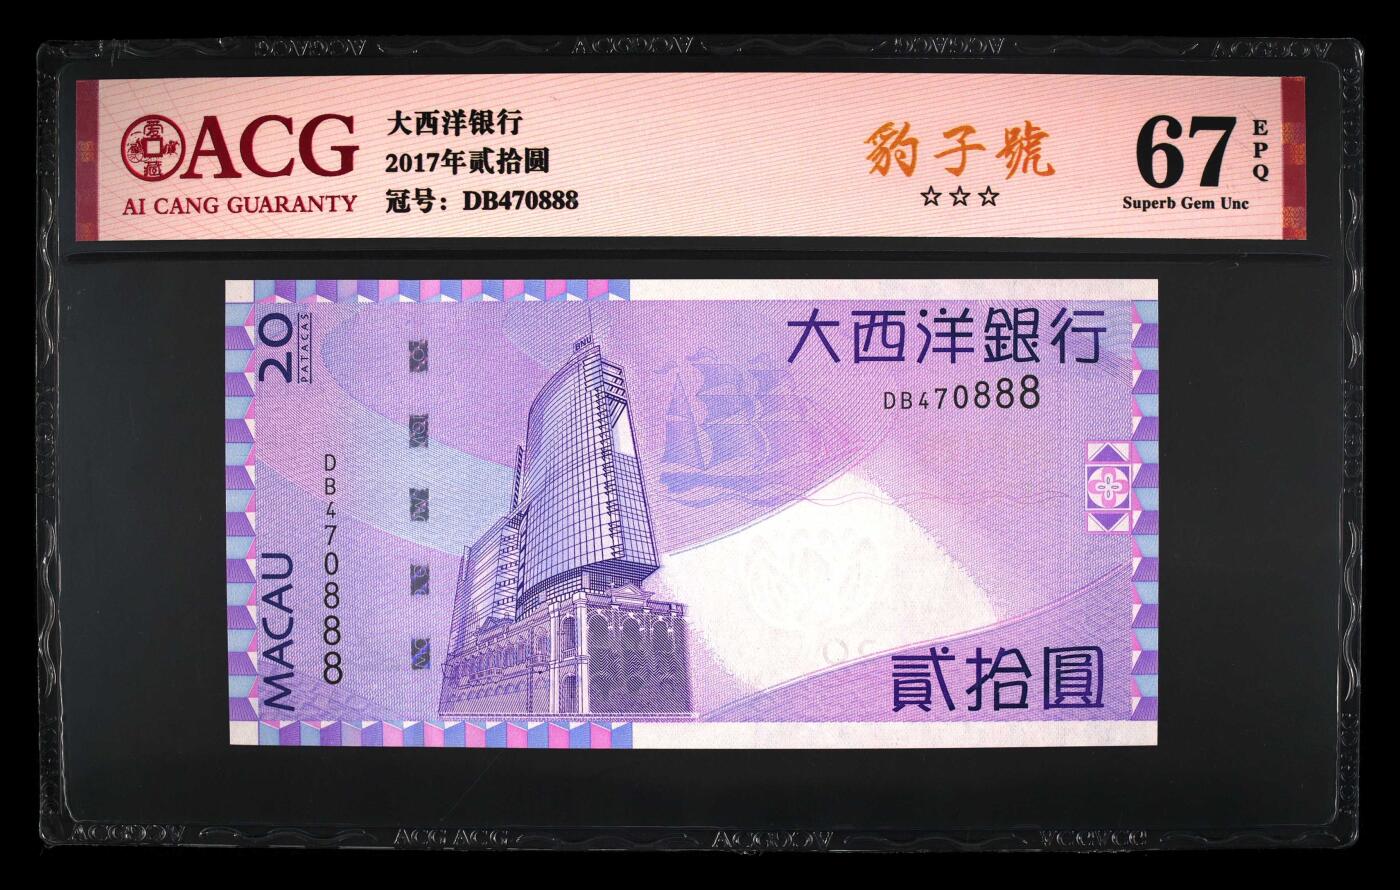 ACG
AI CANG GUARANTY
大西洋银行
2017年貳拾圆
冠号：DB470888
豹子號
☆☆☆
67
EPQ
Superb Gem Unc
20
PATACAS
BNU
大西洋銀行
DB470888
DB470888
MACAU
貳拾圓